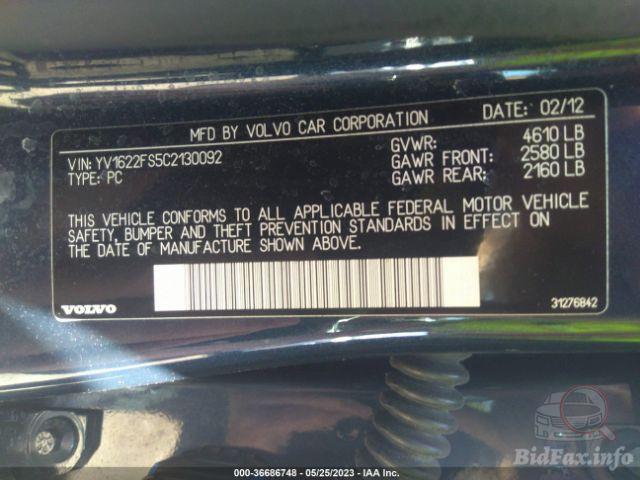 MFD BY VOLVO CAR CORPORATION DATE: 02/12
VIN: YV1622FS5C2130092 GVWR: 4610 LB
TYPE: PC GAWR FRONT: 2580 LB
GAWR REAR: 2160 LB
THIS VEHICLE CONFORMS TO ALL APPLICABLE FEDERAL MOTOR VEHICLE
SAFETY, BUMPER AND THEFT PREVENTION STANDARDS IN EFFECT ON
THE DATE OF MANUFACTURE SHOWN ABOVE.
VOLVO 31276842
BidFax.info
000-36686748 - 05/25/2023 - IAA Inc.